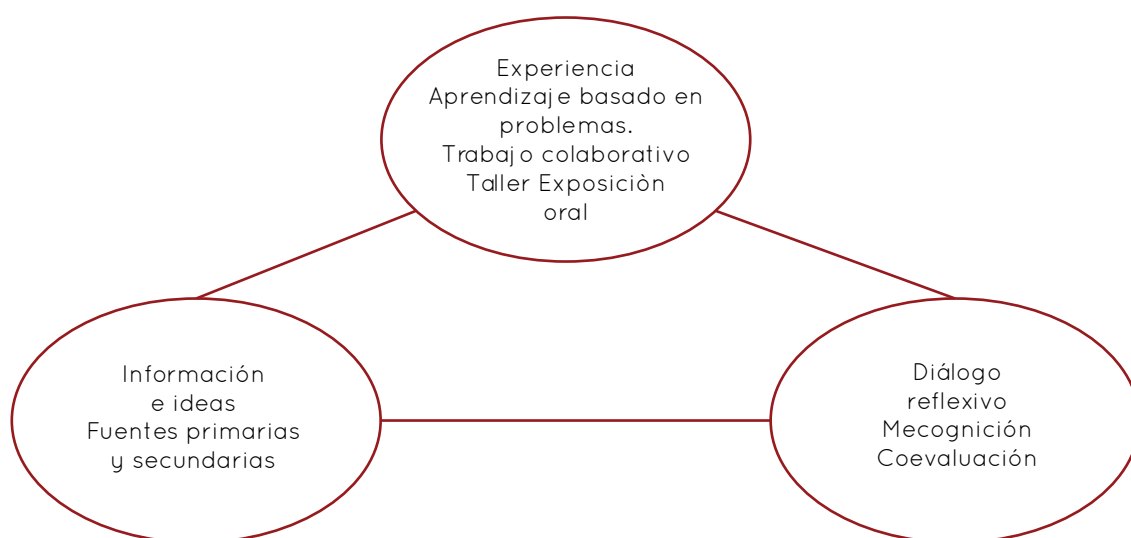 Experiencia
Aprendizaje basado en
problemas.
Trabajo colaborativo
Taller Exposiciòn
oral
Información
e ideas
Fuentes primarias
y secundarias
Diálogo
reflexivo
Mecognición
Coevaluación